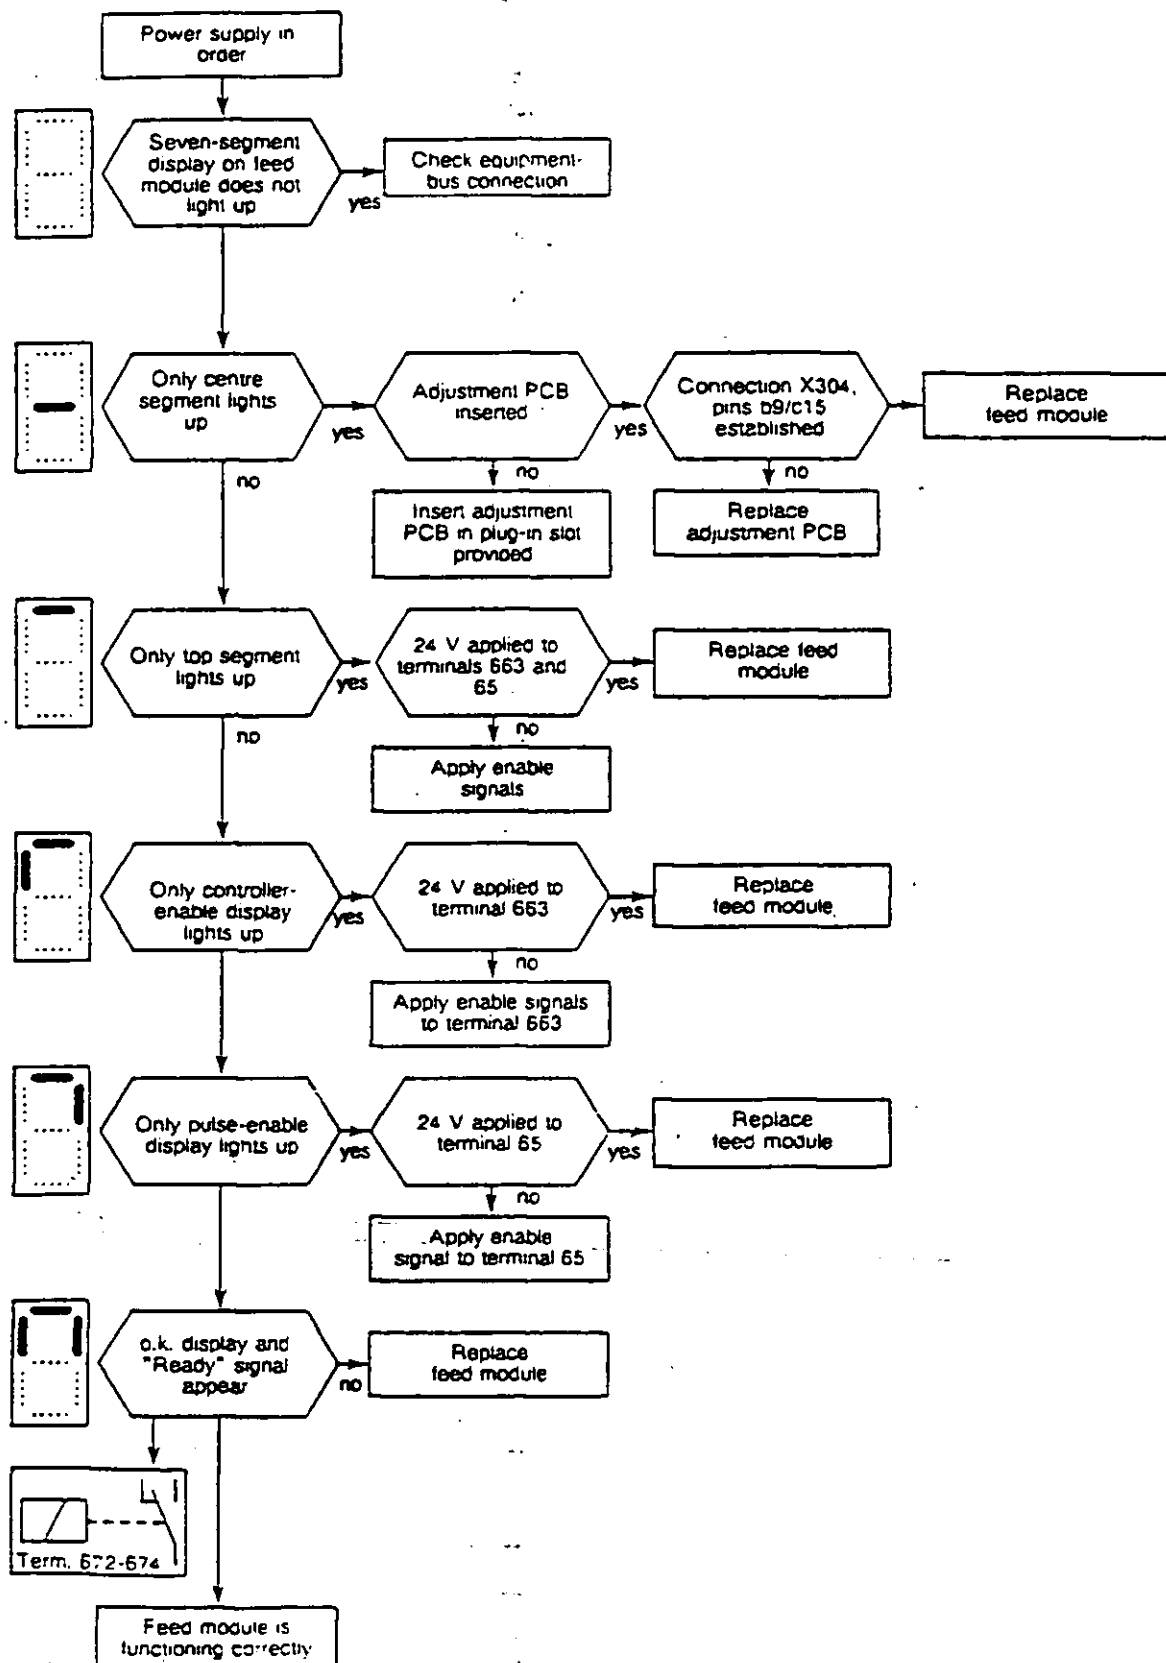 Power supply in
order
Seven-segment
display on feed
module does not
light up
yes
Check equipment-
bus connection
Only centre
segment lights
up
yes
no
Adjustment PCB
inserted
yes
no
Connection X304,
pins b9/c15
established
no
Replace
feed module
Insert adjustment
PCB in plug-in slot
provided
Replace
adjustment PCB
Only top segment
lights up
yes
no
24 V applied to
terminals 663 and
65
yes
no
Replace feed
module
Apply enable
signals
Only controller-
enable display
lights up
yes
24 V applied to
terminal 663
yes
no
Replace
feed module
Apply enable signals
to terminal 663
Only pulse-enable
display lights up
yes
24 V applied to
terminal 65
yes
no
Replace
feed module
Apply enable
signal to terminal 65
o.k. display and
"Ready" signal
appear
no
Replace
feed module
Term. 672-674
Feed module is
functioning correctly